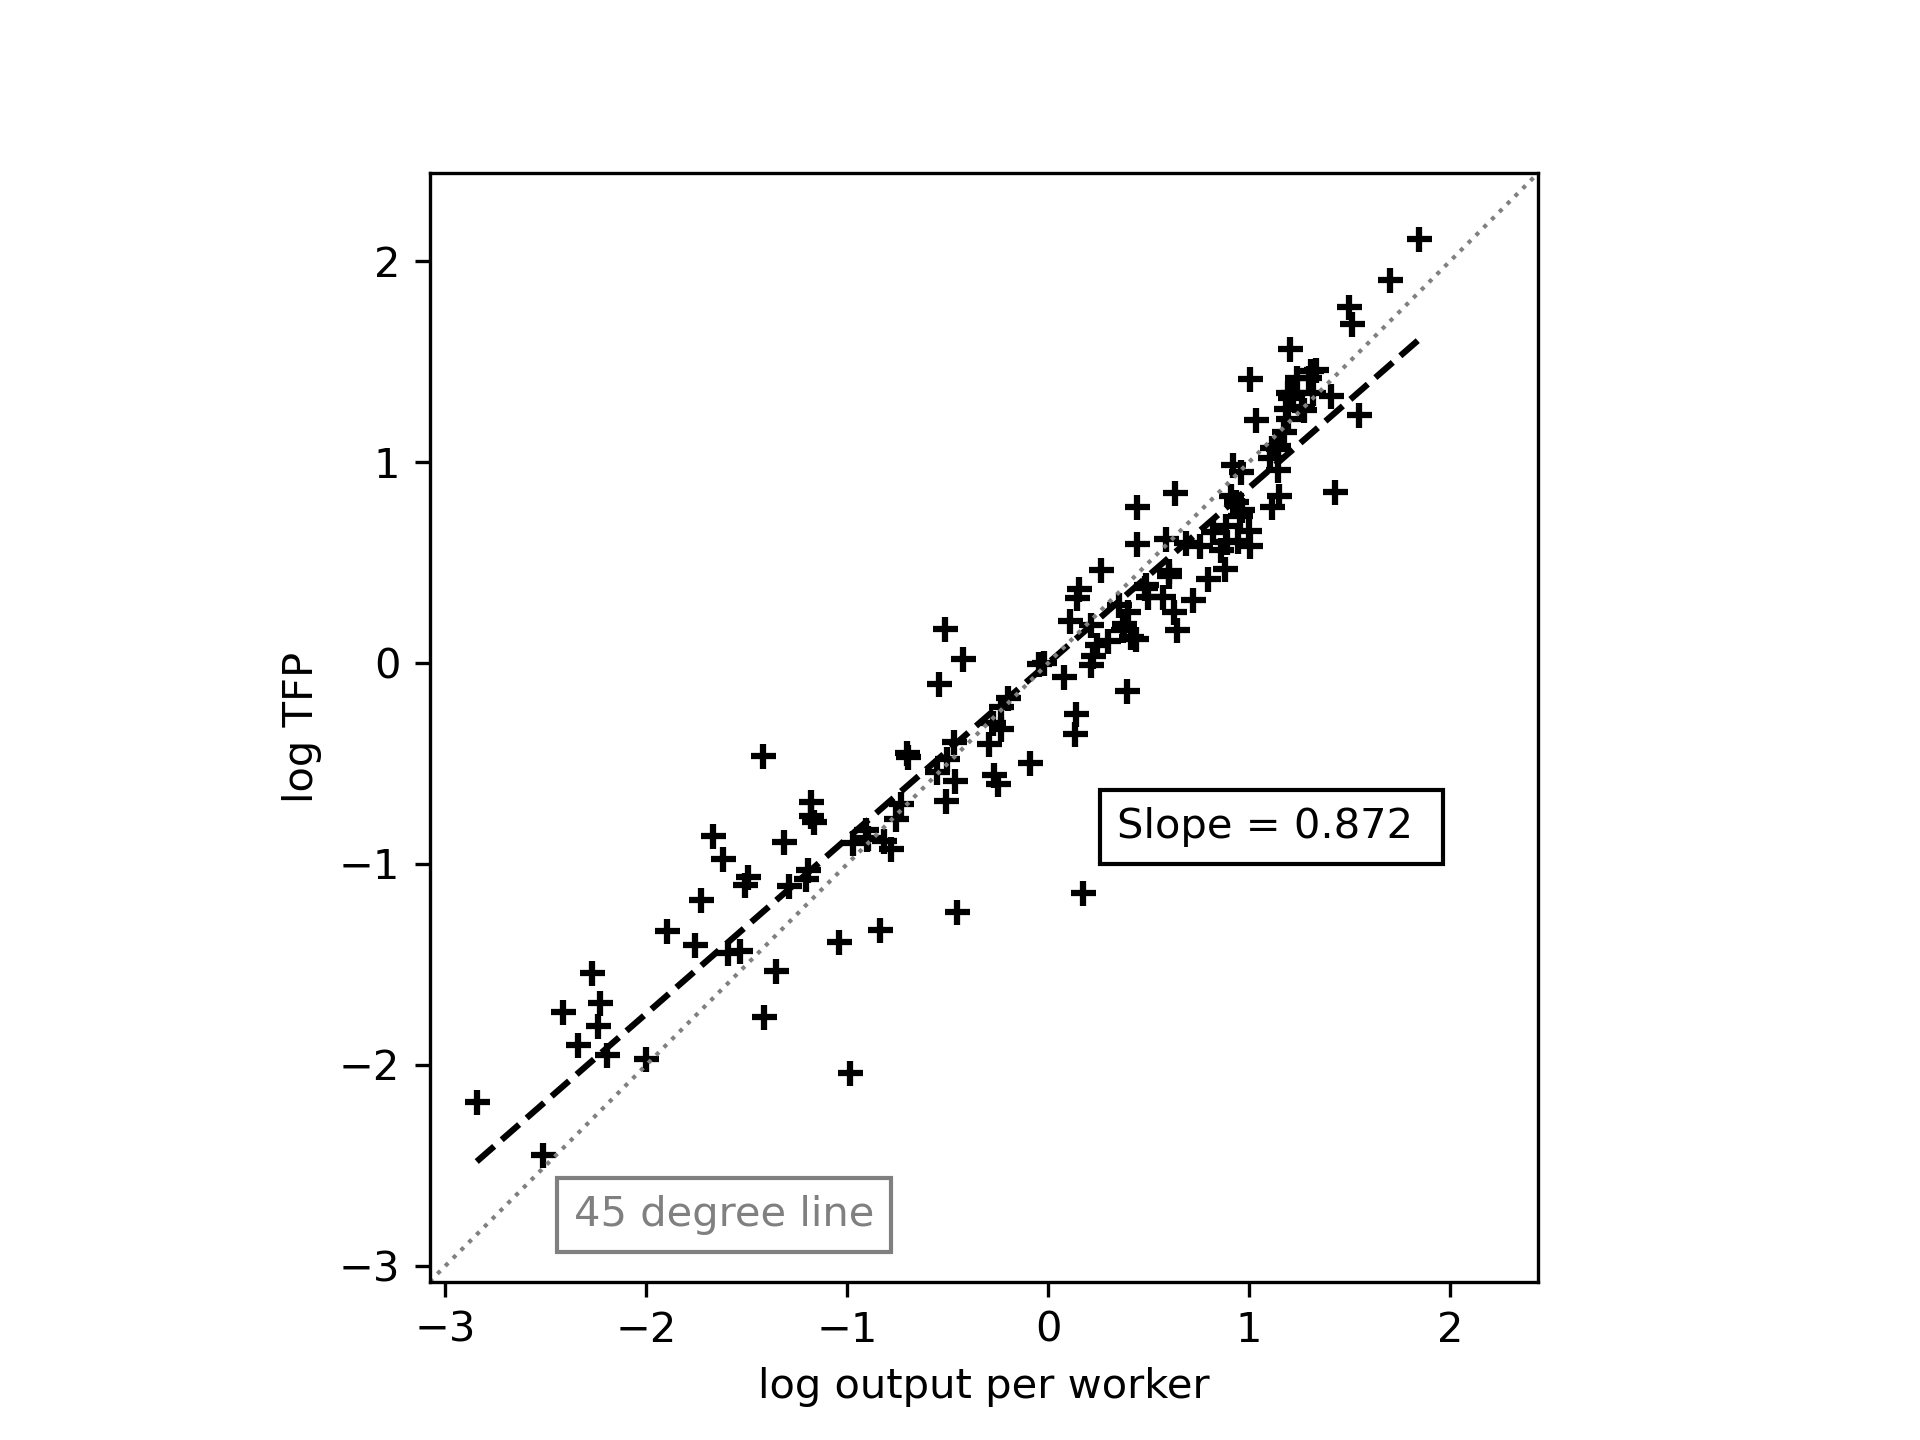 2
1
0
−1
−2
−3
log TFP
Slope = 0.872
45 degree line
−3 −2 −1 0 1 2
log output per worker